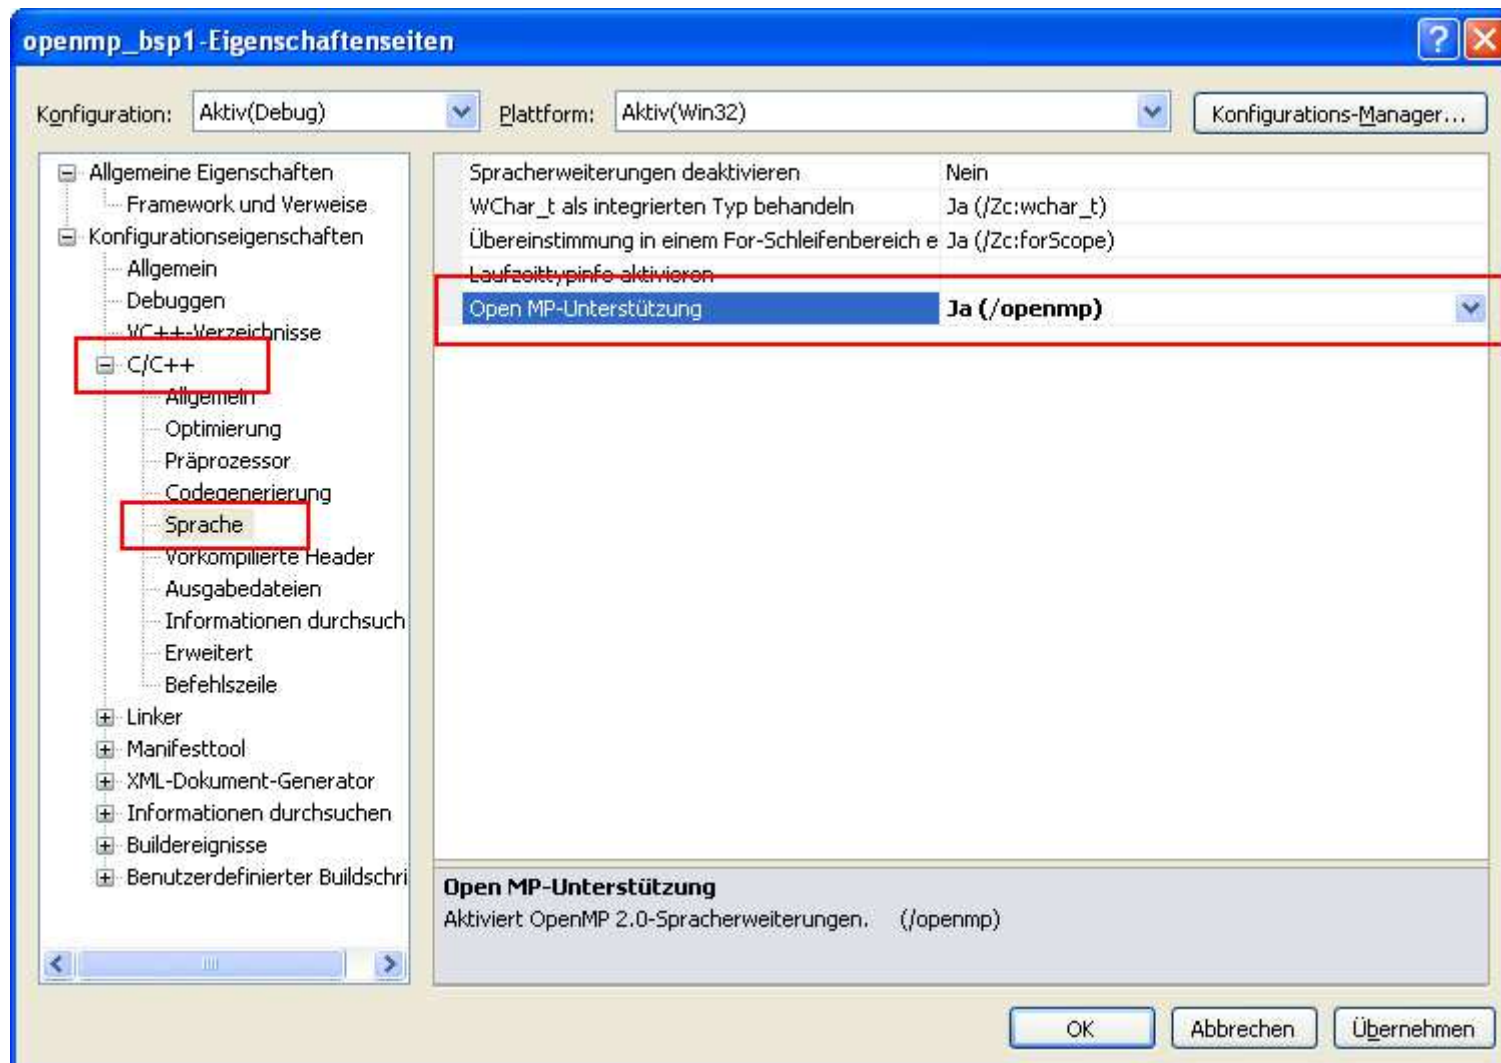 openmp_bsp1-Eigenschaftenseiten
Konfiguration: Aktiv(Debug) Plattform: Aktiv(Win32) Konfigurations-Manager...
Allgemeine Eigenschaften
Framework und Verweise
Konfigurationseigenschaften
Allgemein
Debuggen
VC++-Verzeichnisse
C/C++
Allgemein
Optimierung
Präprozessor
Codegenerierung
Sprache
Vorkompilierte Header
Ausgabedateien
Informationen durchsuch
Erweitert
Befehlszeile
Linker
Manifesttool
XML-Dokument-Generator
Informationen durchsuchen
Buildereignisse
Benutzerdefinierter Buildschri
Spracherweiterungen deaktivieren Nein
WChar_t als integrierten Typ behandeln Ja (/Zc:wchar_t)
Übereinstimmung in einem For-Schleifenbereich e Ja (/Zc:forScope)
Laufzeittypinfo aktivieren
Open MP-Unterstützung Ja (/openmp)
Open MP-Unterstützung
Aktiviert OpenMP 2.0-Spracherweiterungen. (/openmp)
OK Abbrechen Übernehmen